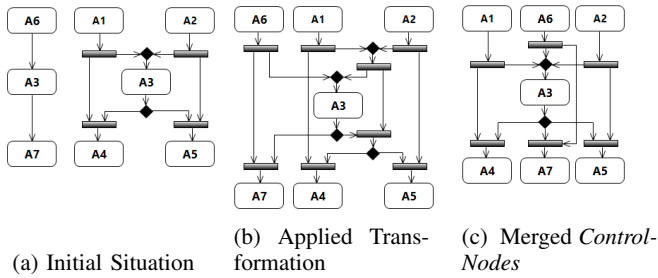 A6 A1 A2
A3 A3
A7 A4 A5
(a) Initial Situation
A6 A1 A2
A3
A7 A4 A5
(b) Applied Trans-
formation
A1 A6 A2
A3
A4 A7 A5
(c) Merged Control-
Nodes